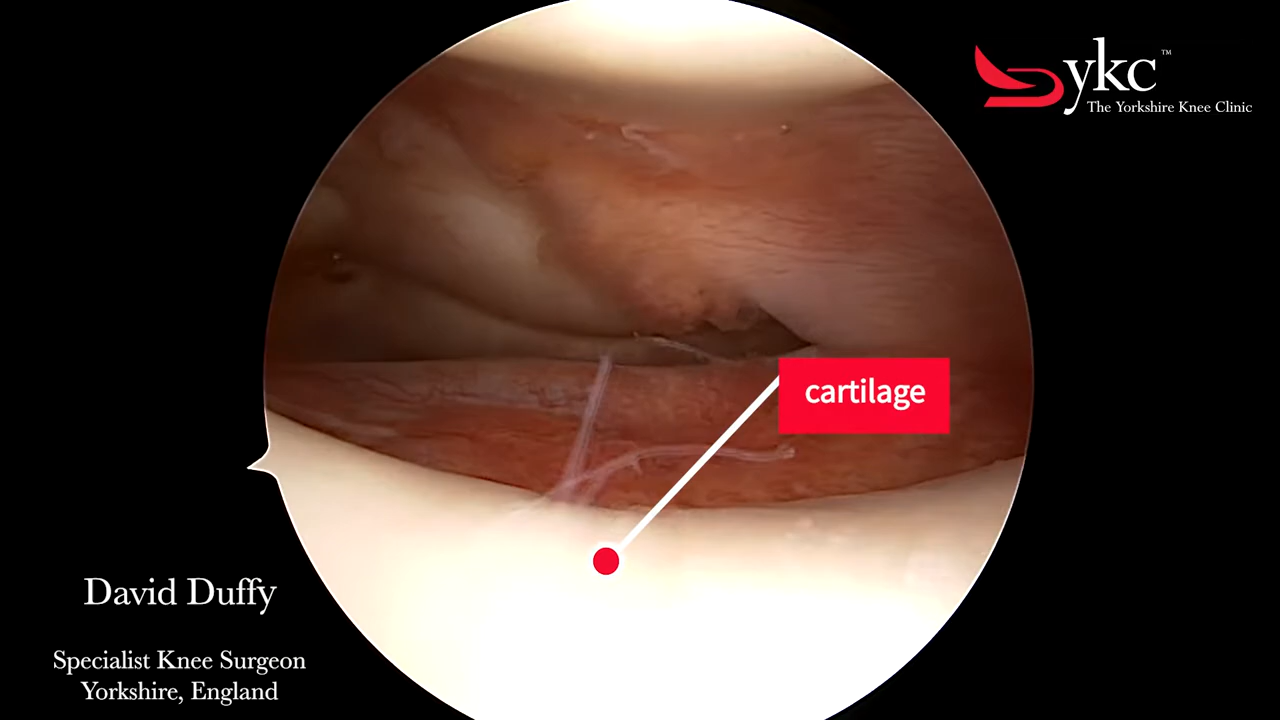 ykc™
The Yorkshire Knee Clinic
cartilage
David Duffy
Specialist Knee Surgeon
Yorkshire, England